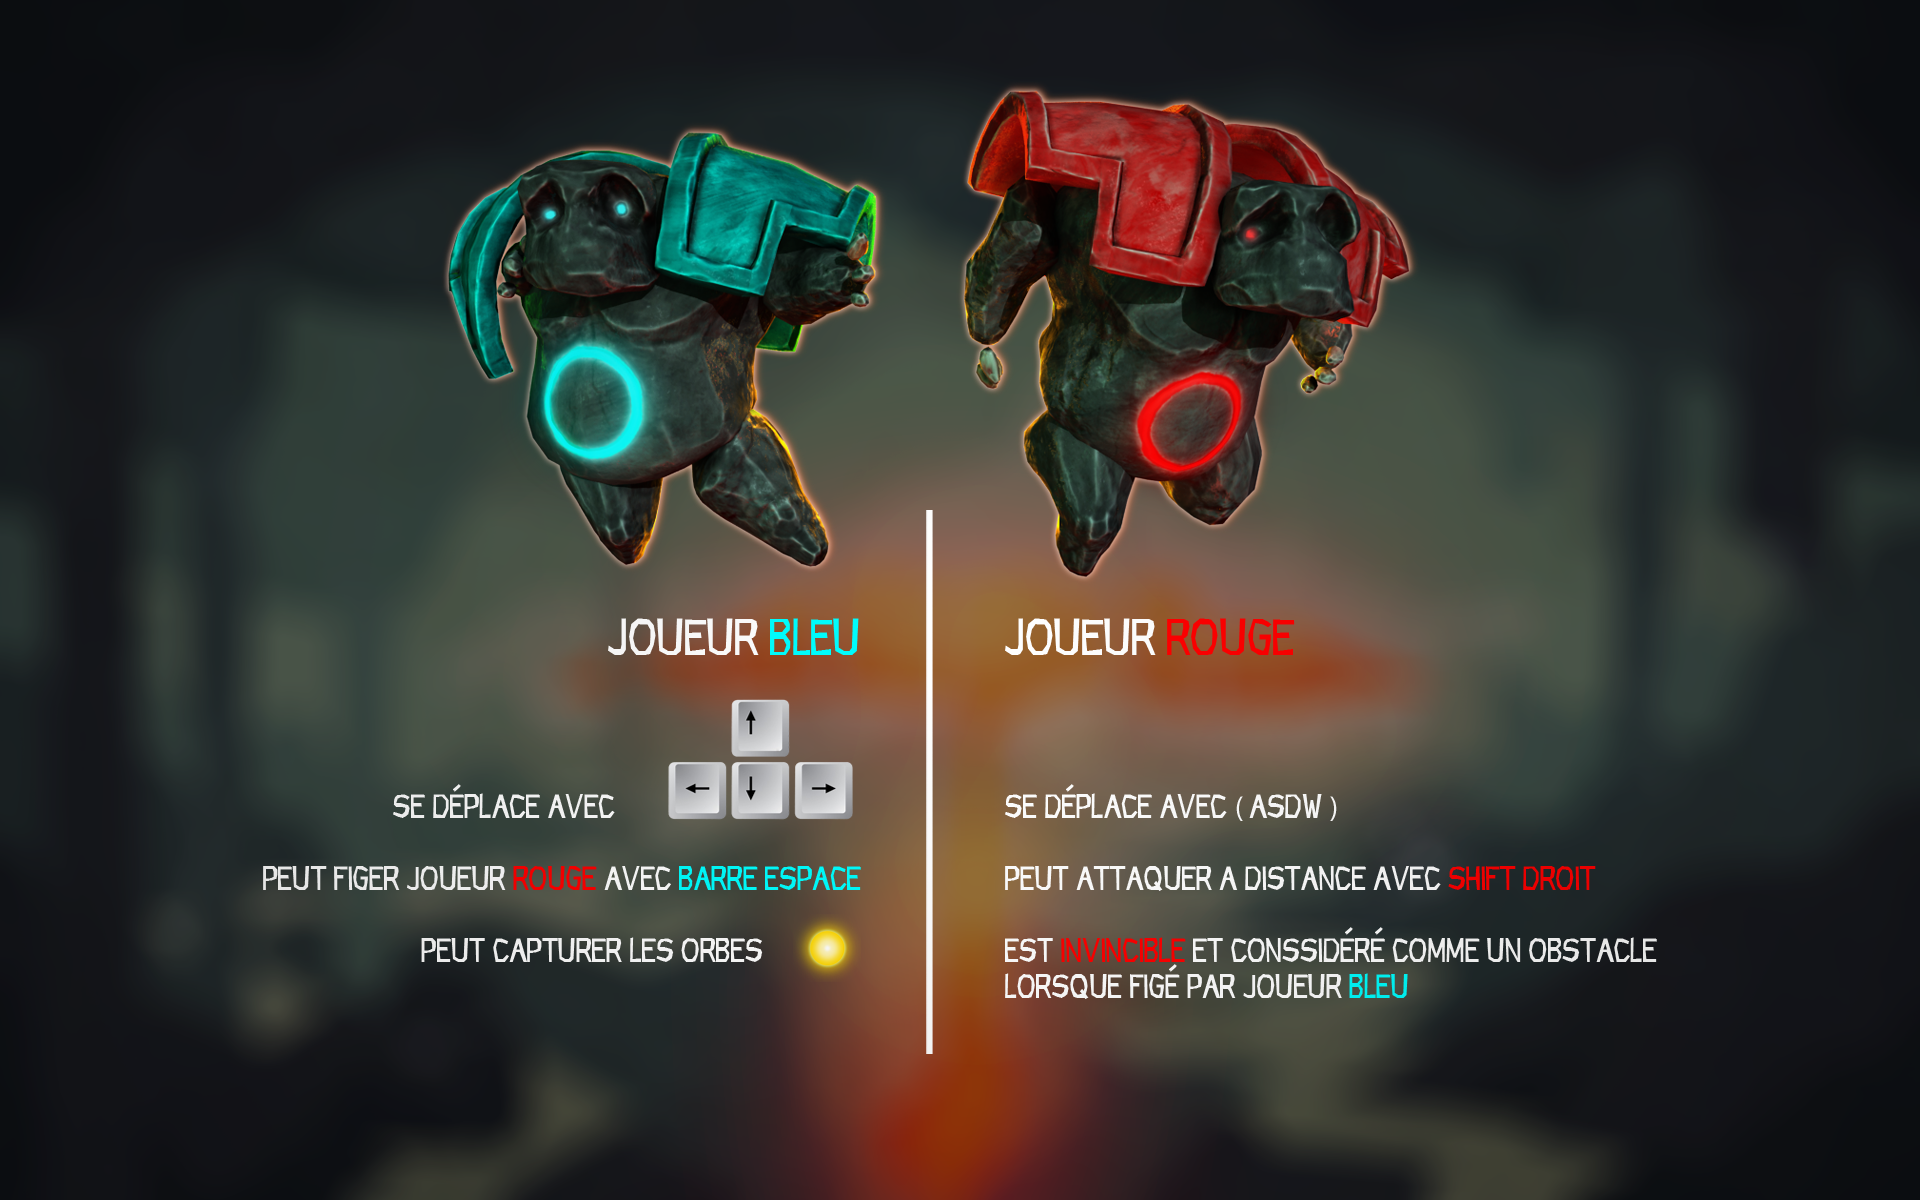 JOUEUR BLEU
SE DÉPLACE AVEC
PEUT FIGER JOUEUR ROUGE AVEC BARRE ESPACE
PEUT CAPTURER LES ORBES
JOUEUR ROUGE
SE DÉPLACE AVEC ( ASDW )
PEUT ATTAQUER A DISTANCE AVEC SHIFT DROIT
EST INVINCIBLE ET CONSSIDÉRÉ COMME UN OBSTACLE
LORSQUE FIGÉ PAR JOUEUR BLEU